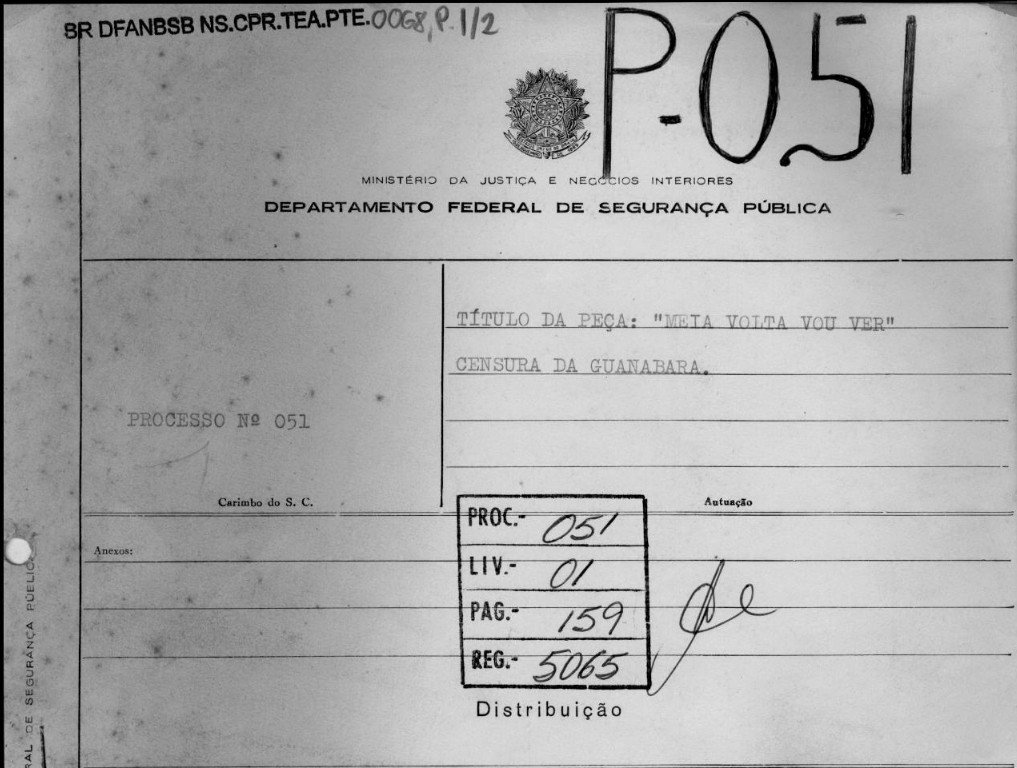 BR DFANBSB NS.CPR.TEA.PTE.0068, P.1/2
P-051
MINISTÉRIO DA JUSTIÇA E NEGÓCIOS INTERIORES
DEPARTAMENTO FEDERAL DE SEGURANÇA PÚBLICA
TÍTULO DA PEÇA: "MEIA VOLTA VOU VER"
CENSURA DA GUANABARA.
PROCESSO Nº 051
Carimbo do S. C.
Autuação
Anexos:
PROC.- 051
LIV.- 01
PAG.- 159
REG.- 5065
Distribuição
RAL DE SEGURANÇA PÚBLIC